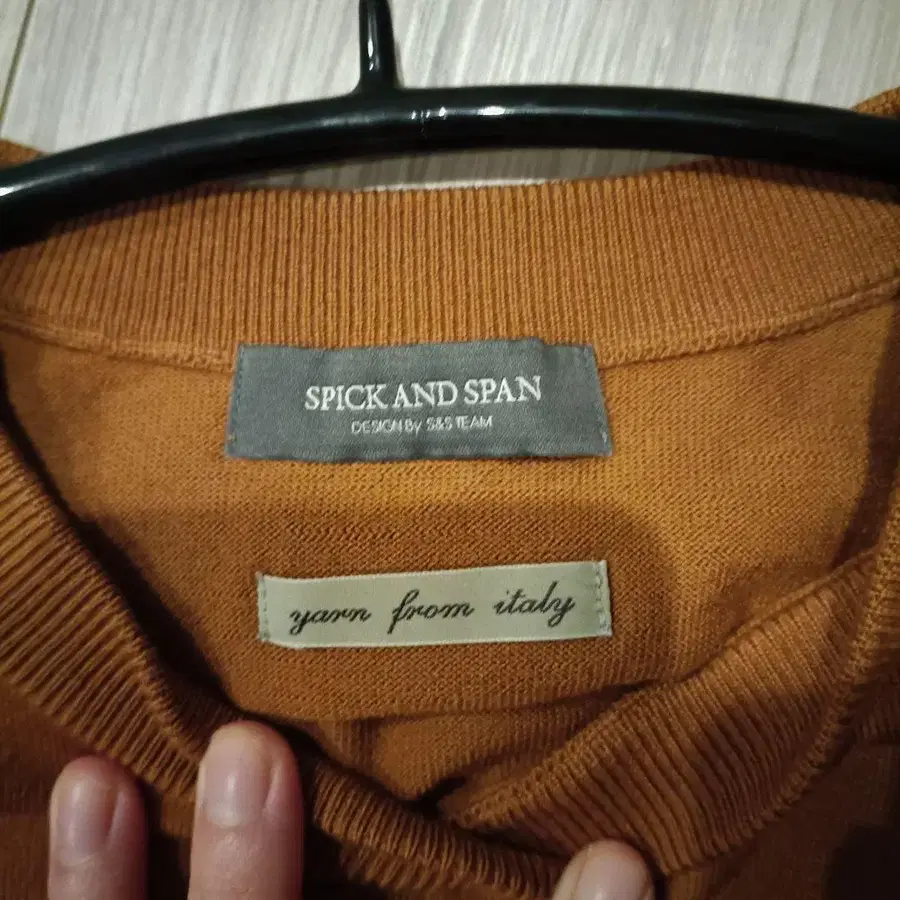 SPICK AND SPAN
DESIGN By S&S TEAM
yarn from italy